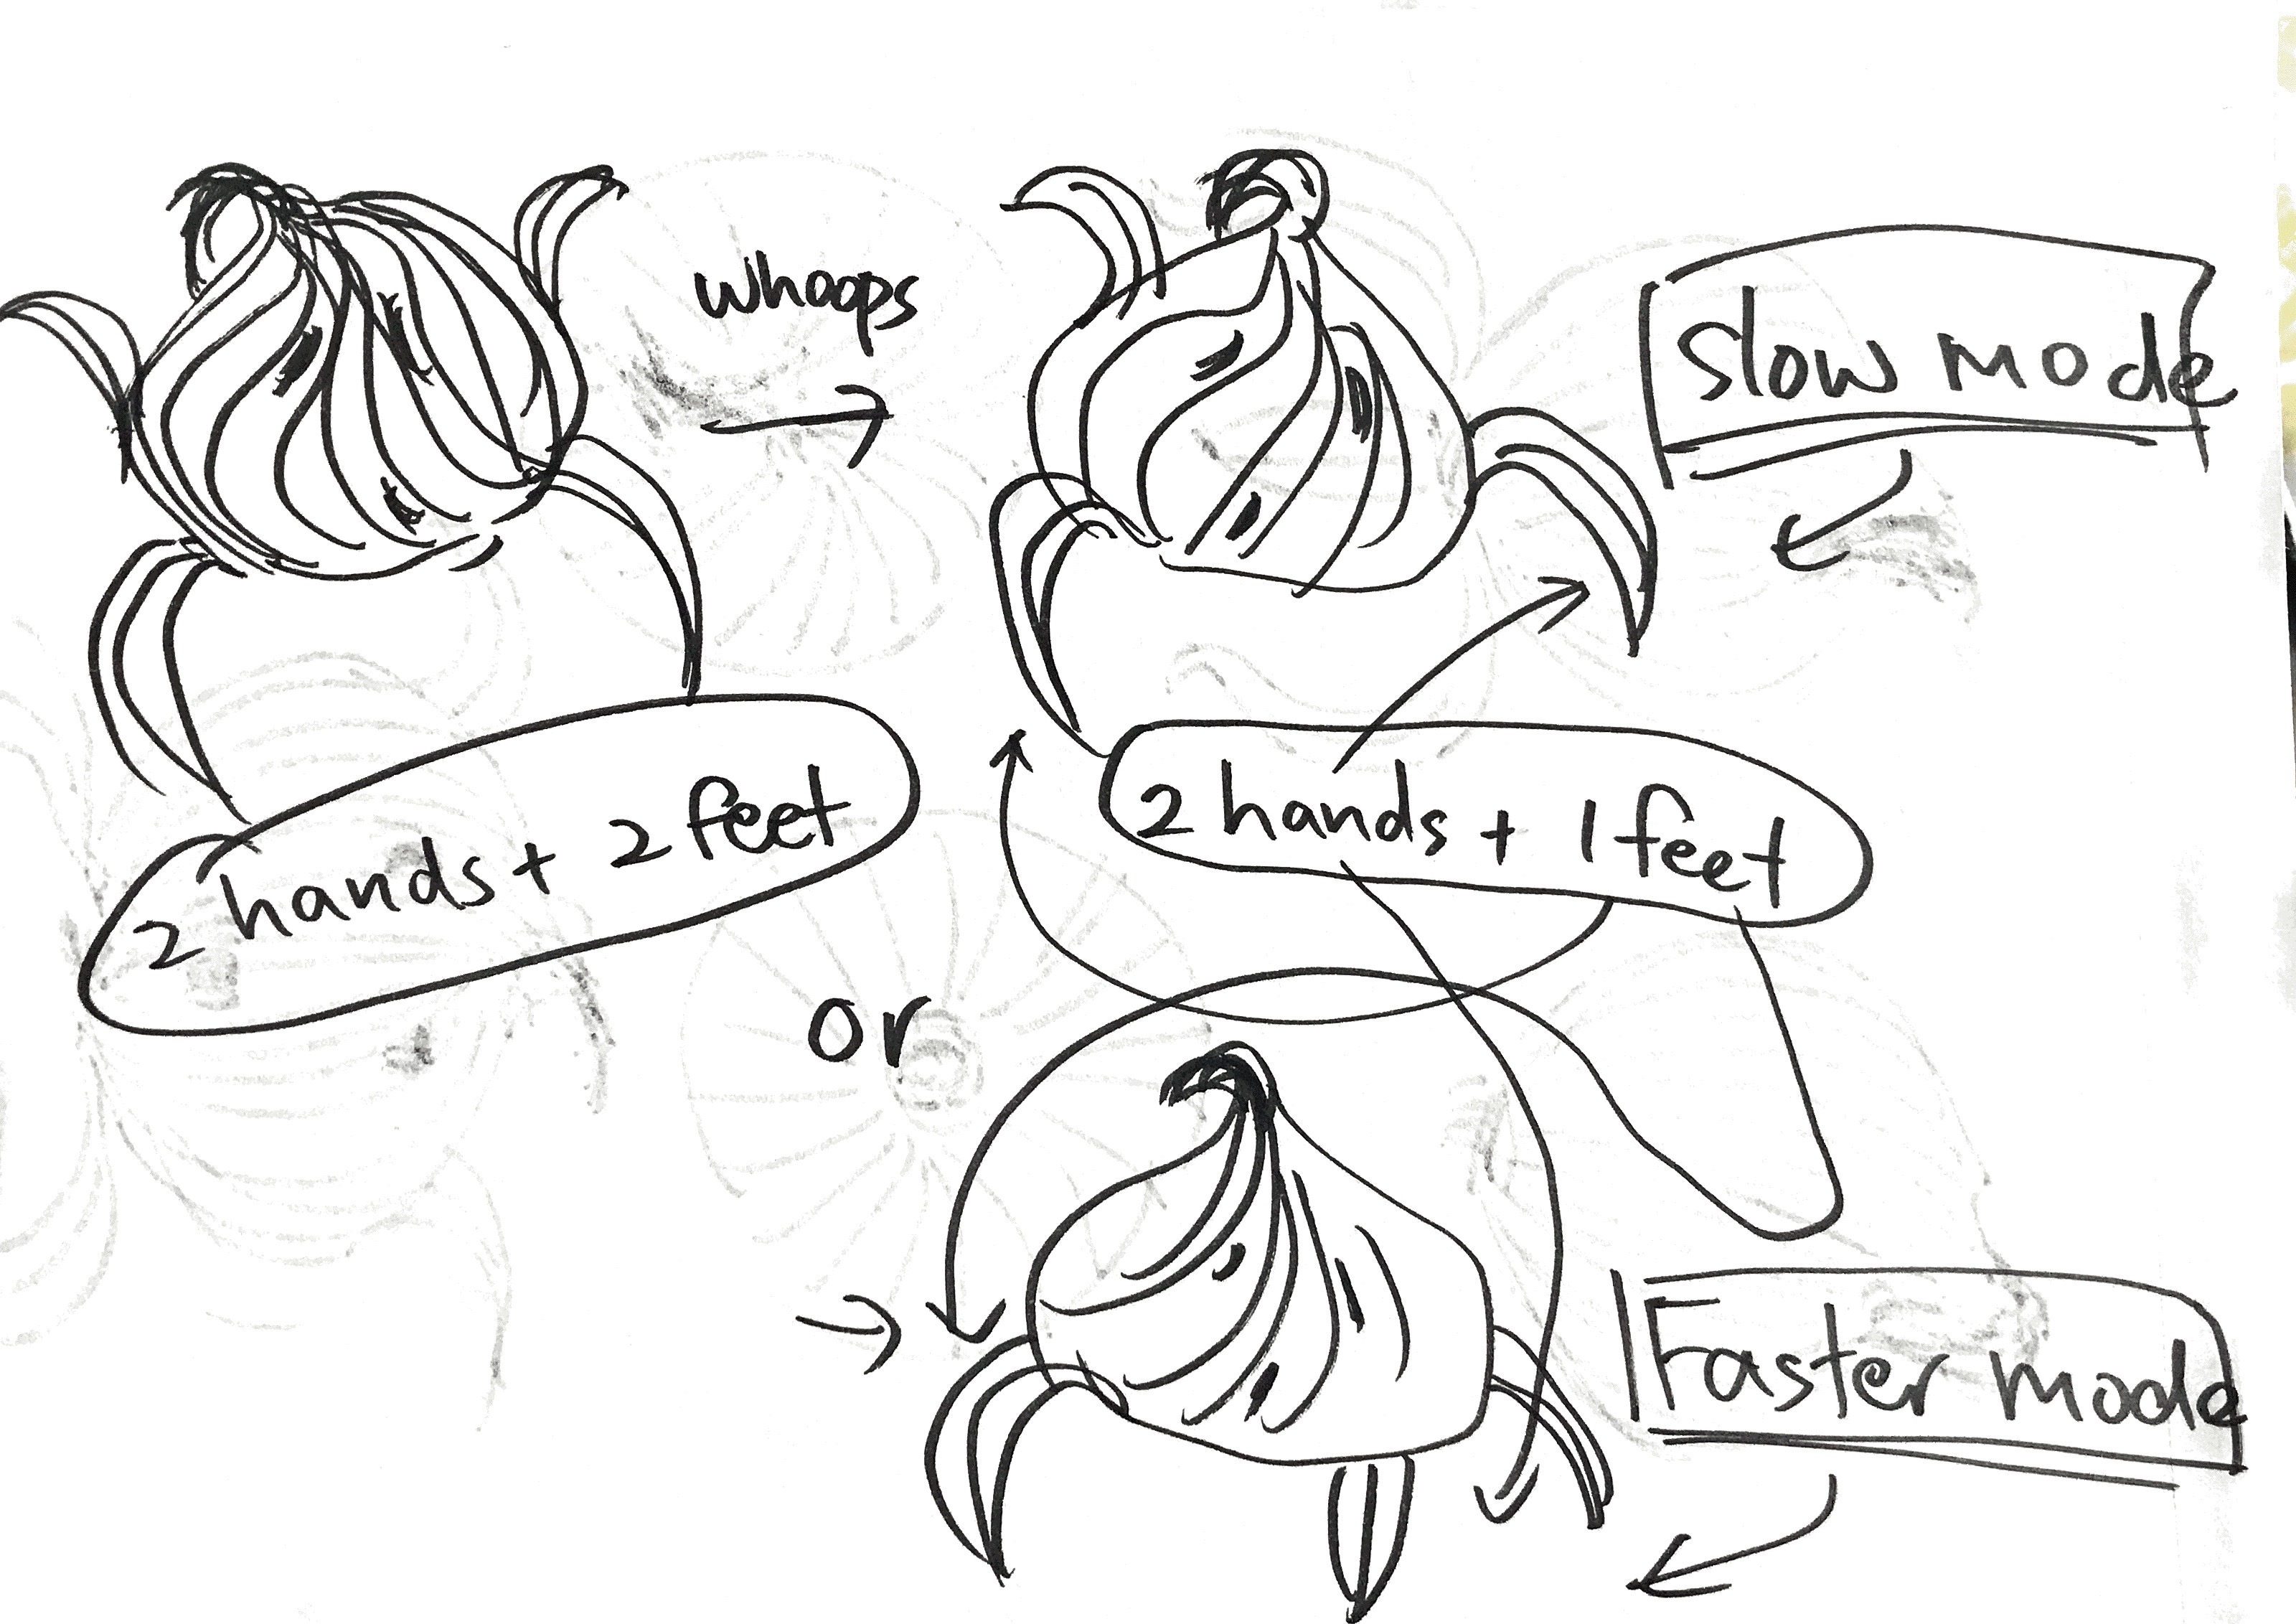 whoops
slow mode
2 hands + 2 feet
2 hands + 1 feet
or
Faster mode